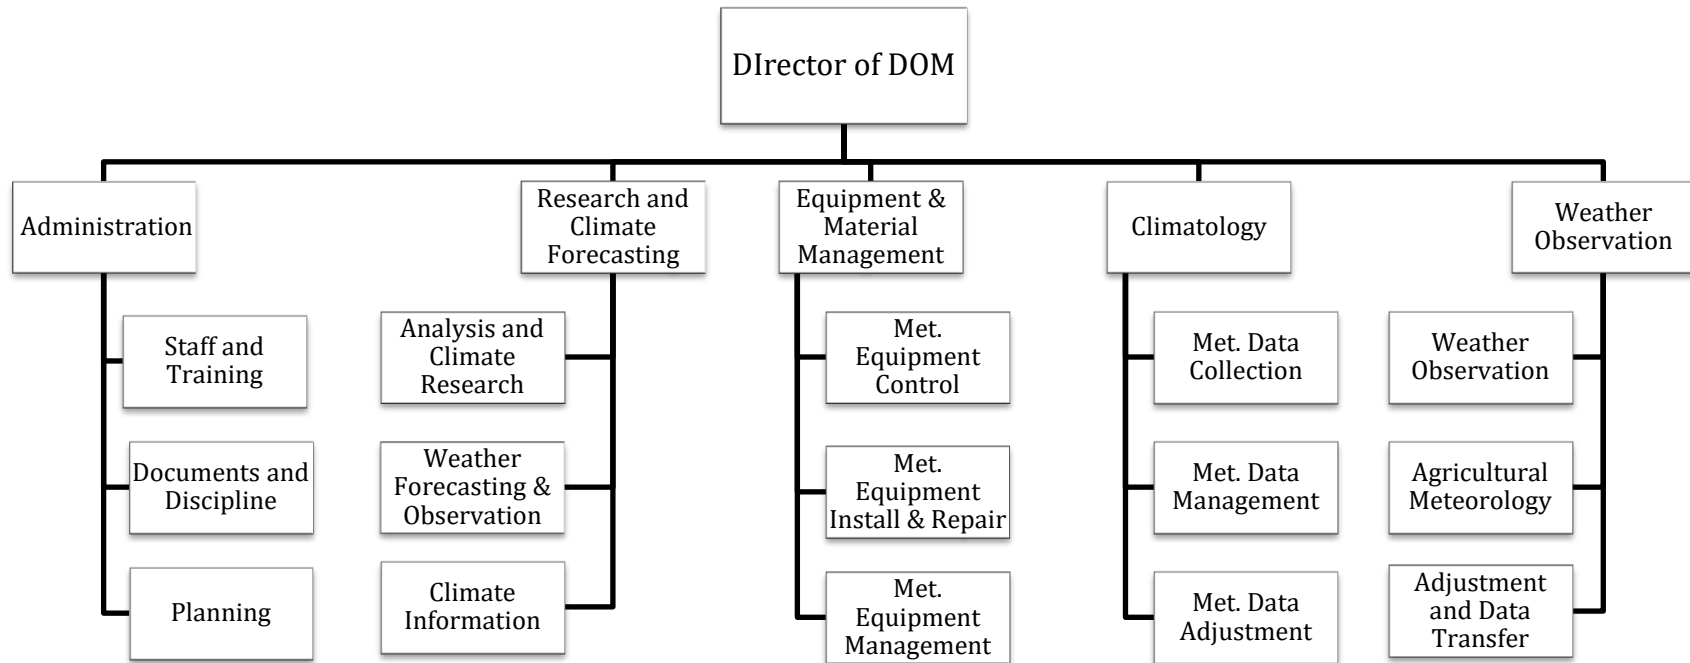 DIrector of DOM
Administration
Research and
Climate
Forecasting
Equipment &
Material
Management
Climatology
Weather
Observation
Staff and
Training
Analysis and
Climate
Research
Met.
Equipment
Control
Met. Data
Collection
Weather
Observation
Documents and
Discipline
Weather
Forecasting &
Observation
Met.
Equipment
Install & Repair
Met. Data
Management
Agricultural
Meteorology
Planning
Climate
Information
Met.
Equipment
Management
Met. Data
Adjustment
Adjustment
and Data
Transfer